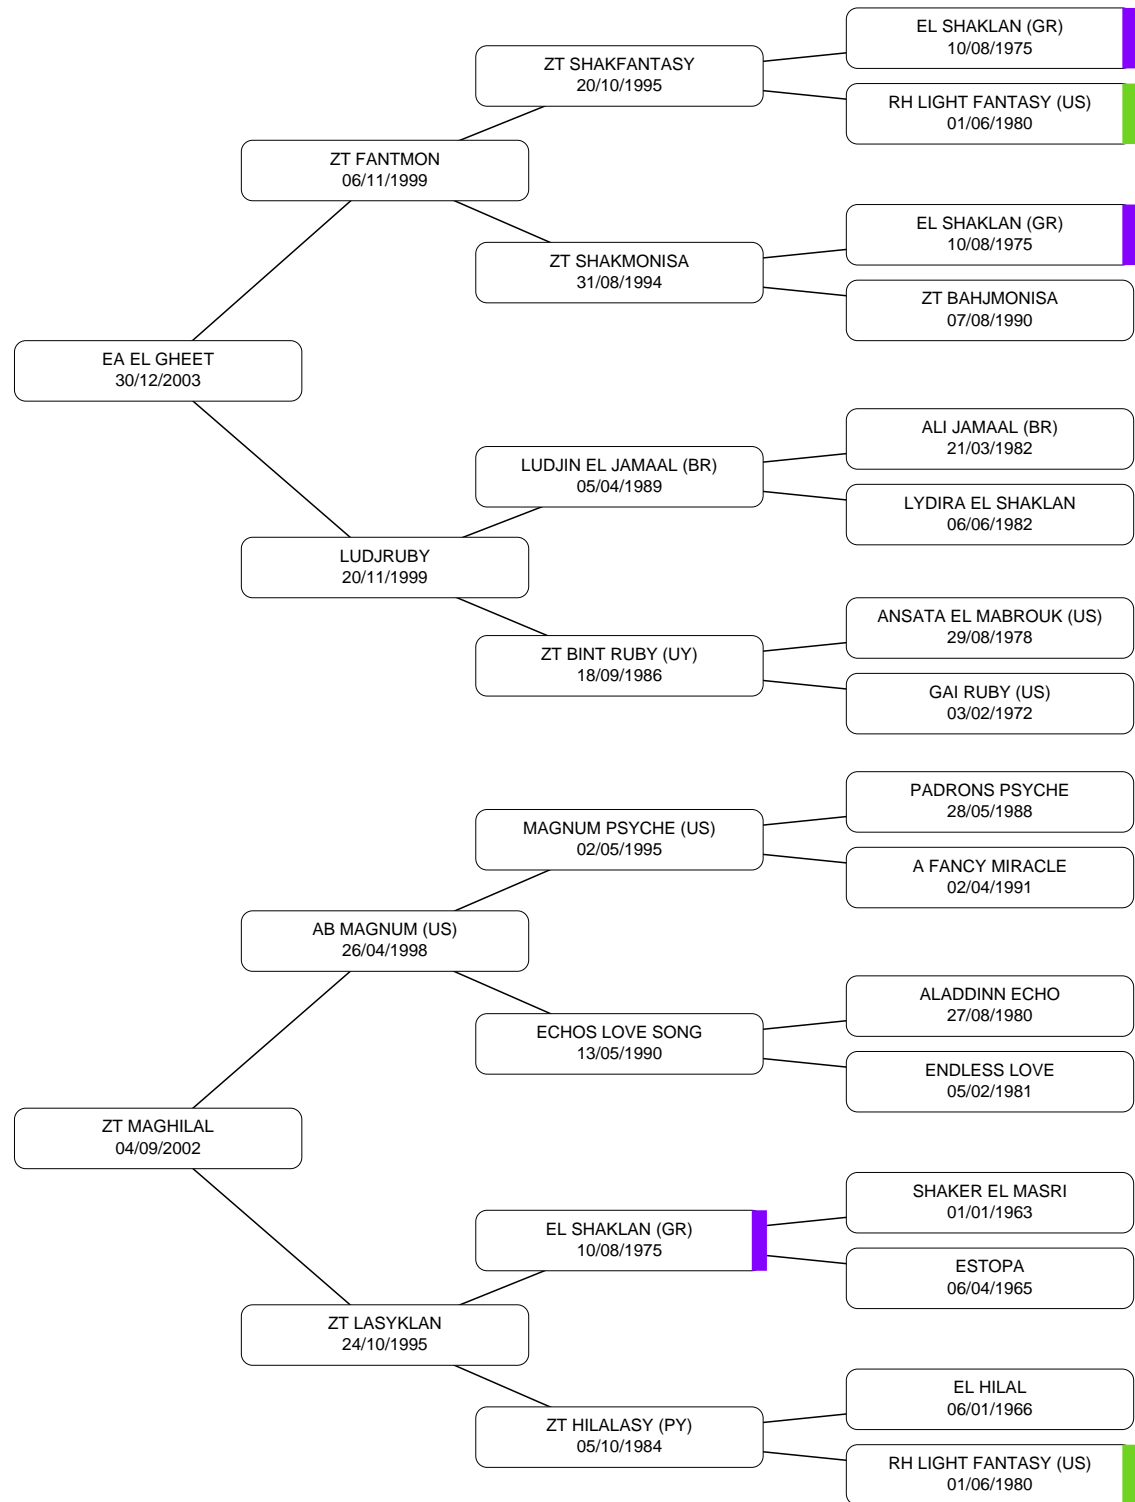 EL SHAKLAN (GR)
10/08/1975
ZT SHAKFANTASY
20/10/1995
RH LIGHT FANTASY (US)
01/06/1980
ZT FANTMON
06/11/1999
EL SHAKLAN (GR)
10/08/1975
ZT SHAKMONISA
31/08/1994
ZT BAHJMONISA
07/08/1990
EA EL GHEET
30/12/2003
ALI JAMAAL (BR)
21/03/1982
LUDJIN EL JAMAAL (BR)
05/04/1989
LYDIRA EL SHAKLAN
06/06/1982
LUDJRUBY
20/11/1999
ANSATA EL MABROUK (US)
29/08/1978
ZT BINT RUBY (UY)
18/09/1986
GAI RUBY (US)
03/02/1972
PADRONS PSYCHE
28/05/1988
MAGNUM PSYCHE (US)
02/05/1995
A FANCY MIRACLE
02/04/1991
AB MAGNUM (US)
26/04/1998
ALADDINN ECHO
27/08/1980
ECHOS LOVE SONG
13/05/1990
ENDLESS LOVE
05/02/1981
ZT MAGHILAL
04/09/2002
SHAKER EL MASRI
01/01/1963
EL SHAKLAN (GR)
10/08/1975
ESTOPA
06/04/1965
ZT LASYKLAN
24/10/1995
EL HILAL
06/01/1966
ZT HILALASY (PY)
05/10/1984
RH LIGHT FANTASY (US)
01/06/1980